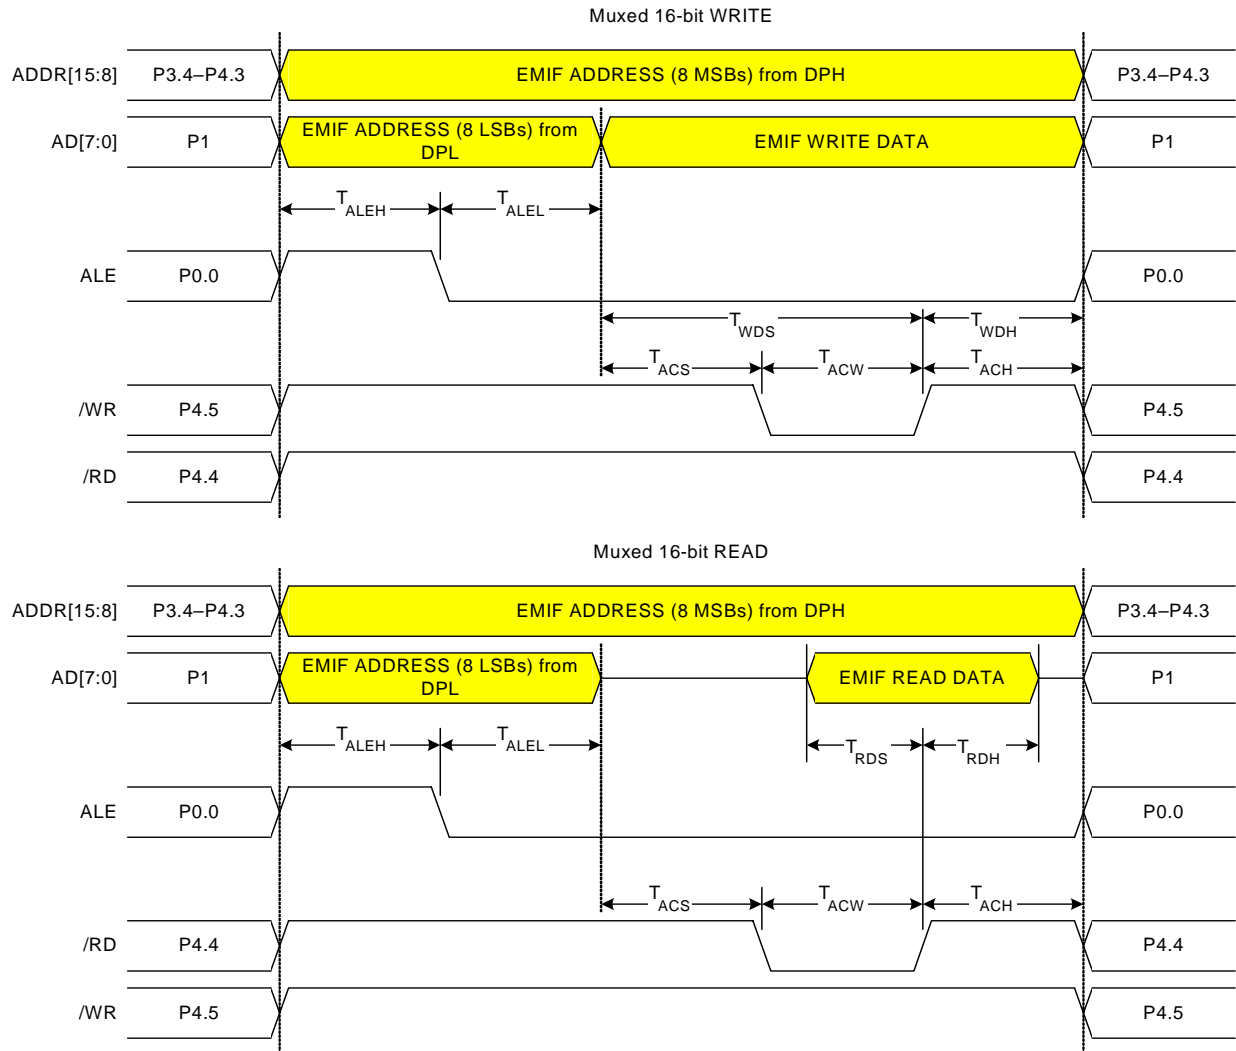 Muxed 16-bit WRITE
ADDR[15:8] P3.4–P4.3 EMIF ADDRESS (8 MSBs) from DPH P3.4–P4.3
AD[7:0] P1 EMIF ADDRESS (8 LSBs) from DPL EMIF WRITE DATA P1
TALEH TALEL
ALE P0.0 P0.0
TWDS TWDH
TACS TACW TACH
/WR P4.5 P4.5
/RD P4.4 P4.4
Muxed 16-bit READ
ADDR[15:8] P3.4–P4.3 EMIF ADDRESS (8 MSBs) from DPH P3.4–P4.3
AD[7:0] P1 EMIF ADDRESS (8 LSBs) from DPL EMIF READ DATA P1
TALEH TALEL TRDS TRDH
ALE P0.0 P0.0
TACS TACW TACH
/RD P4.4 P4.4
/WR P4.5 P4.5